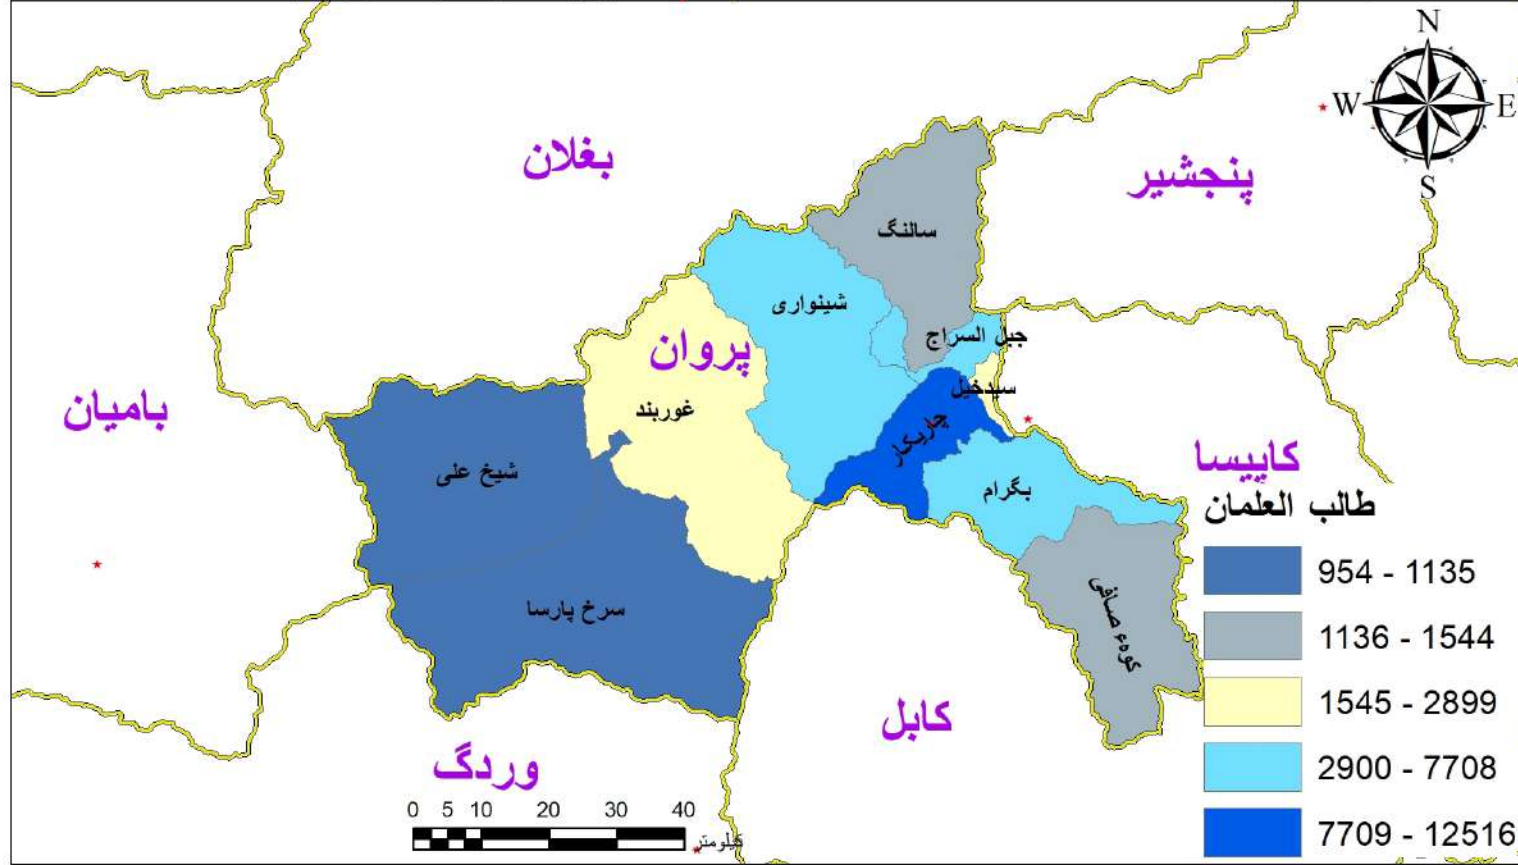 N
W
E
S
بغلان
پنجشیر
سالنگ
شینواری
جبل السراج
پروان
سیدخیل
بامیان
غوربند
چاریکار
کاپیسا
شیخ علی
بگرام
سرخ پارسا
کوهء صافی
کابل
وردگ
طالب العلمان
954 - 1135
1136 - 1544
1545 - 2899
2900 - 7708
7709 - 12516
0 5 10 20 30 40
کیلومتر